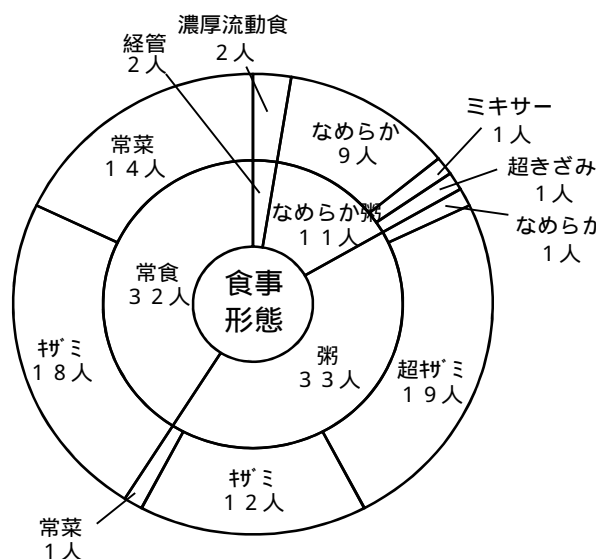 濃厚流動食
2人
経管
2人
なめらか
9人
ミキサー
1人
超きざみ
1人
なめらか
1人
常菜
14人
なめらか粥
11人
常食
32人
食事
形態
粥
33人
キザミ
18人
超キザミ
19人
キザミ
12人
常菜
1人